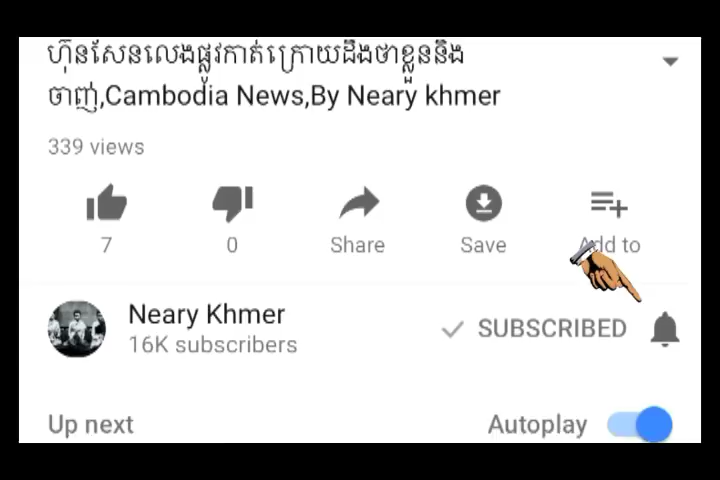 ហ៊ុនសែនលេងផ្លូវកាត់ក្រោយដឹងថាខ្លួននឹង
ចាញ់,Cambodia News,By Neary khmer
339 views
7
0
Share
Save
Add to
Neary Khmer
SUBSCRIBED
16K subscribers
Up next
Autoplay